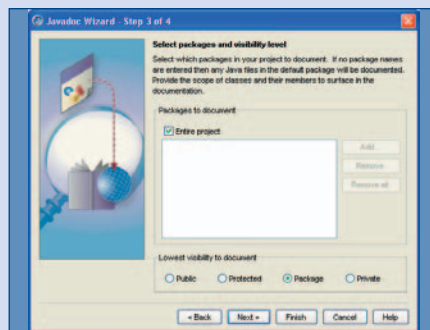 Javadoc Wizard - Step 3 of 4
Select packages and visibility level
Select which packages in your project to document. If no package names
are entered then any Java files in the default package will be documented.
Provide the scope of classes and their members to surface in the
documentation.
Packages to document
Entire project
Add...
Remove
Remove all
Lowest visibility to document
Public Protected Package Private
< Back Next > Finish Cancel Help